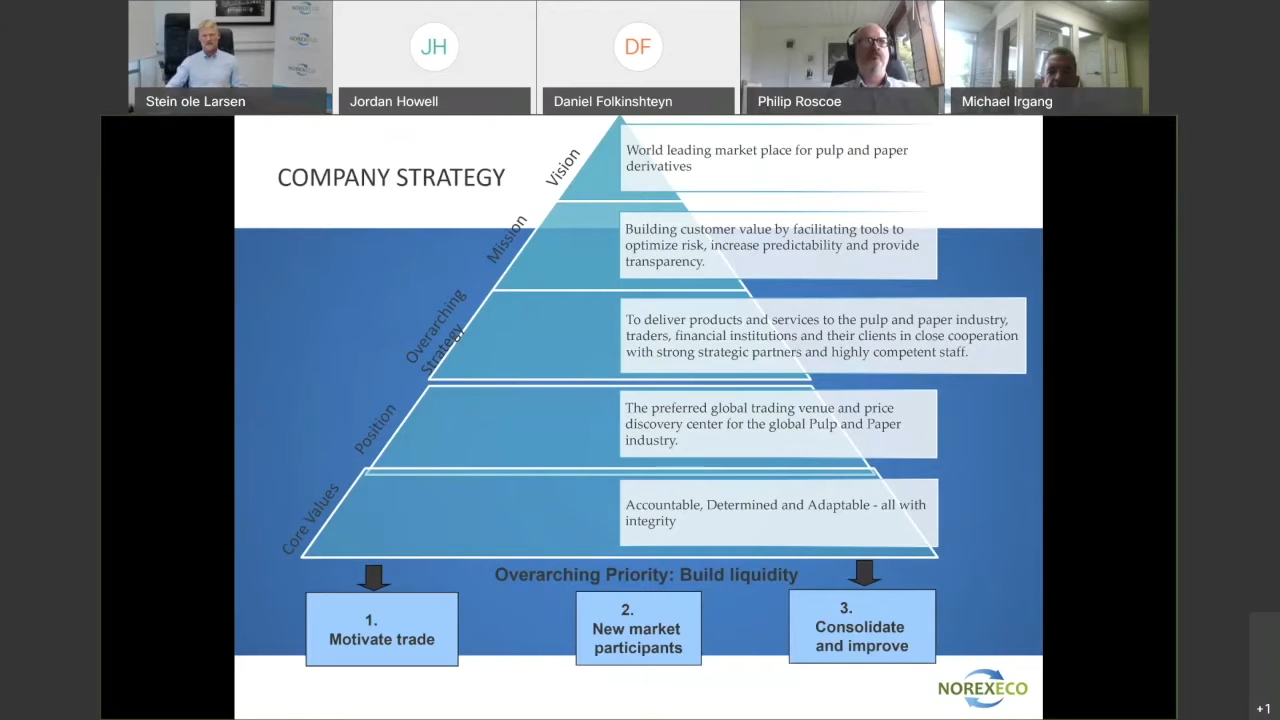 JH
DF
Stein ole Larsen
Jordan Howell
Daniel Folkinshteyn
Philip Roscoe
Michael Irgang
COMPANY STRATEGY
Vision
World leading market place for pulp and paper
derivatives
Mission
Building customer value by facilitating tools to
optimize risk, increase predictability and provide
transparency.
Overarching
Strategy
To deliver products and services to the pulp and paper industry,
traders, financial institutions and their clients in close cooperation
with strong strategic partners and highly competent staff.
Position
The preferred global trading venue and price
discovery center for the global Pulp and Paper
industry.
Core Values
Accountable, Determined and Adaptable - all with
integrity
Overarching Priority: Build liquidity
1.
Motivate trade
2.
New market
participants
3.
Consolidate
and improve
NOREXECO
+1